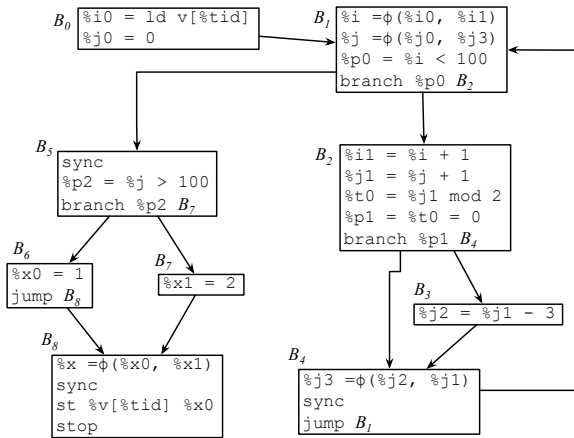 B0
%i0 = ld v[%tid]
%j0 = 0
B1
%i =ϕ(%i0, %i1)
%j =ϕ(%j0, %j3)
%p0 = %i < 100
branch %p0 B2
B5
sync
%p2 = %j > 100
branch %p2 B7
B2
%i1 = %i + 1
%j1 = %j + 1
%t0 = %j1 mod 2
%p1 = %t0 = 0
branch %p1 B4
B6
%x0 = 1
jump B8
B7
%x1 = 2
B3
%j2 = %j1 - 3
B8
%x =ϕ(%x0, %x1)
sync
st %v[%tid] %x0
stop
B4
%j3 =ϕ(%j2, %j1)
sync
jump B1